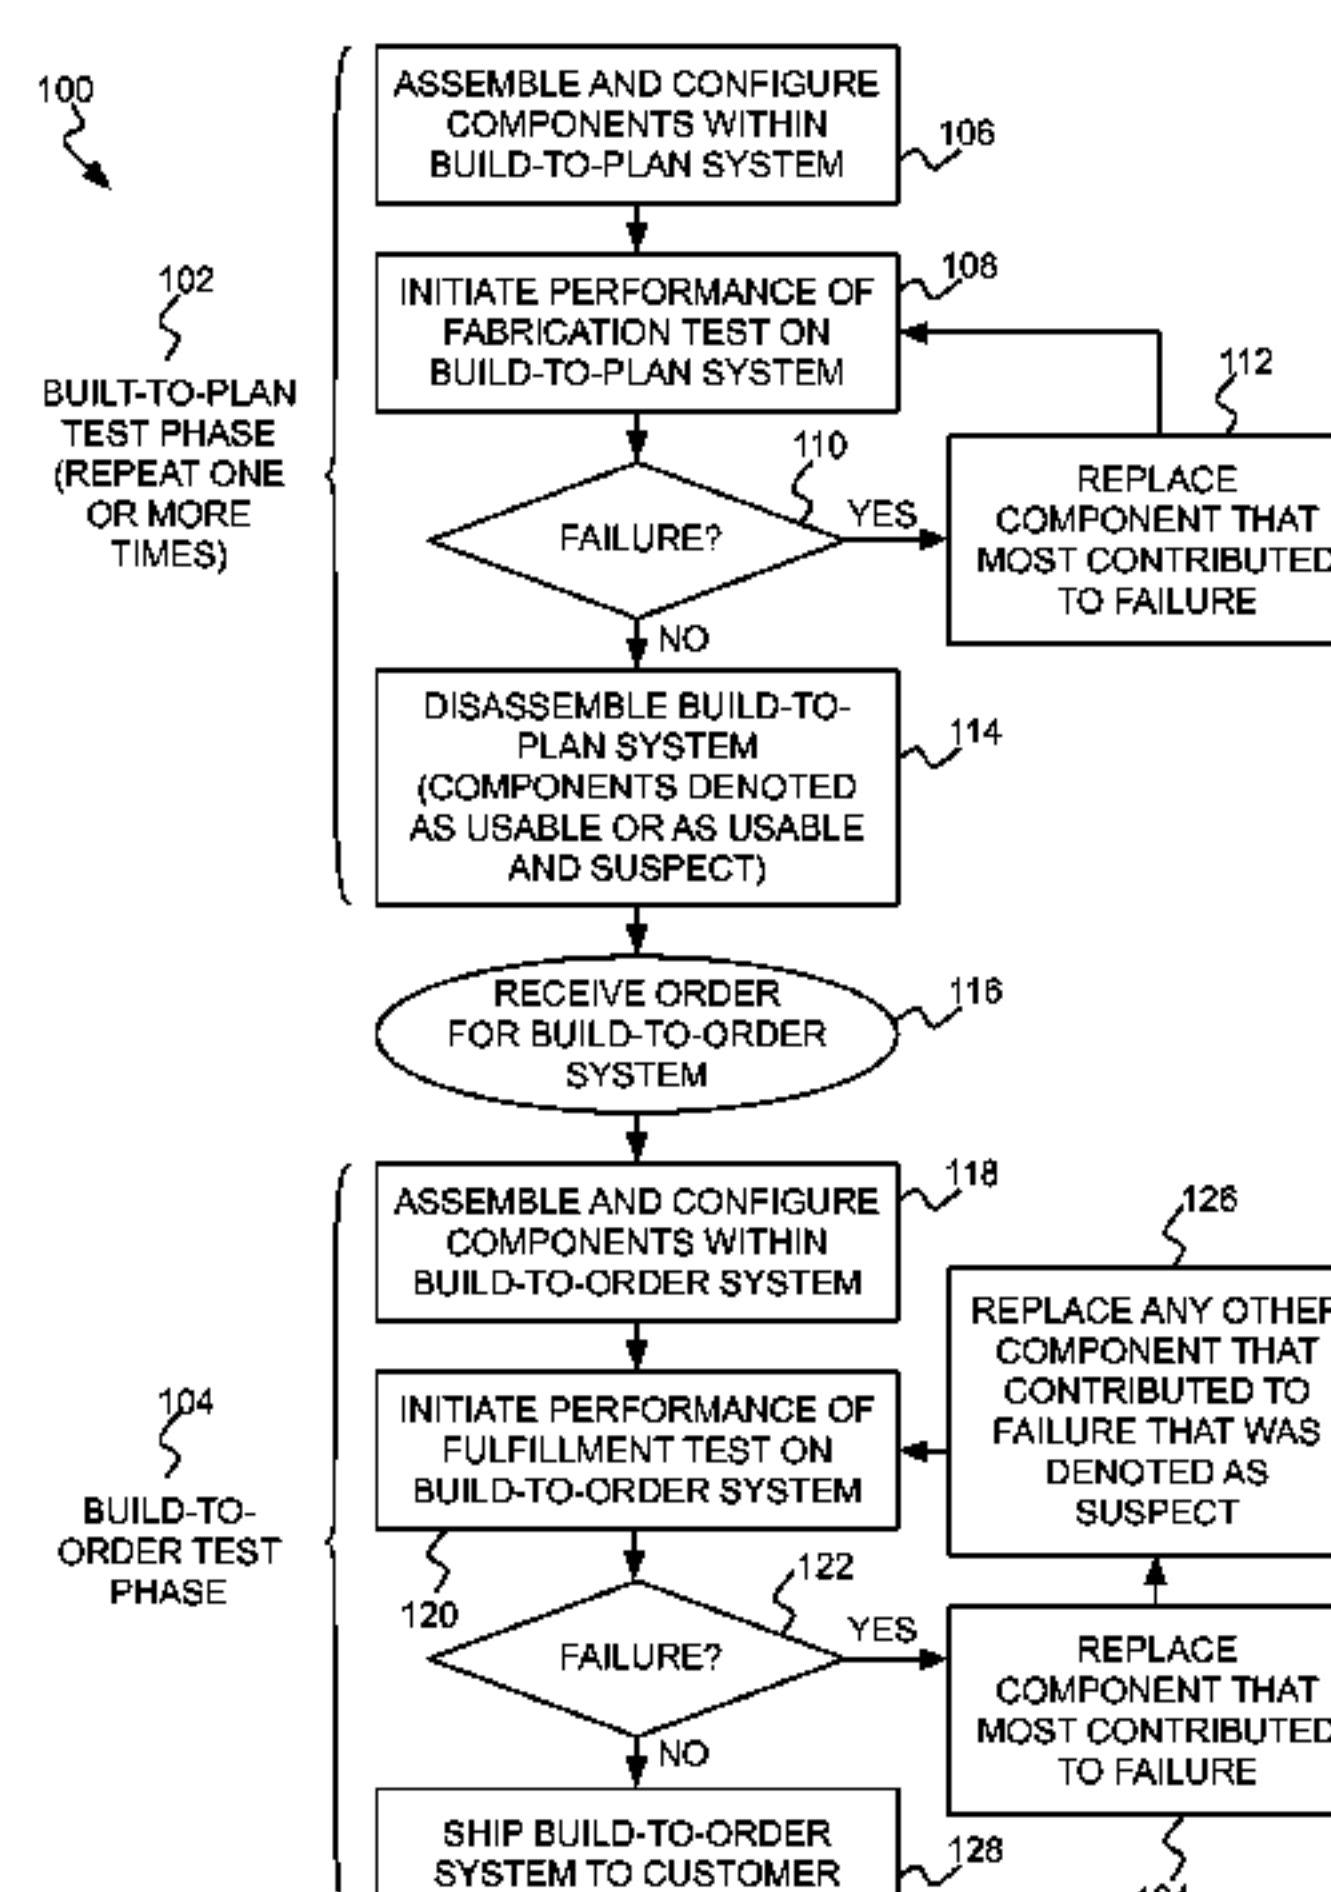 100
ASSEMBLE AND CONFIGURE
COMPONENTS WITHIN
BUILD-TO-PLAN SYSTEM
106
102
BUILT-TO-PLAN
TEST PHASE
(REPEAT ONE
OR MORE
TIMES)
INITIATE PERFORMANCE OF
FABRICATION TEST ON
BUILD-TO-PLAN SYSTEM
108
112
110
FAILURE?
YES
REPLACE
COMPONENT THAT
MOST CONTRIBUTED
TO FAILURE
NO
DISASSEMBLE BUILD-TO-
PLAN SYSTEM
(COMPONENTS DENOTED
AS USABLE OR AS USABLE
AND SUSPECT)
114
RECEIVE ORDER
FOR BUILD-TO-ORDER
SYSTEM
116
ASSEMBLE AND CONFIGURE
COMPONENTS WITHIN
BUILD-TO-ORDER SYSTEM
118
126
REPLACE ANY OTHER
COMPONENT THAT
CONTRIBUTED TO
FAILURE THAT WAS
DENOTED AS
SUSPECT
104
BUILD-TO-
ORDER TEST
PHASE
INITIATE PERFORMANCE OF
FULFILLMENT TEST ON
BUILD-TO-ORDER SYSTEM
120
122
FAILURE?
YES
REPLACE
COMPONENT THAT
MOST CONTRIBUTED
TO FAILURE
NO
SHIP BUILD-TO-ORDER
SYSTEM TO CUSTOMER
128